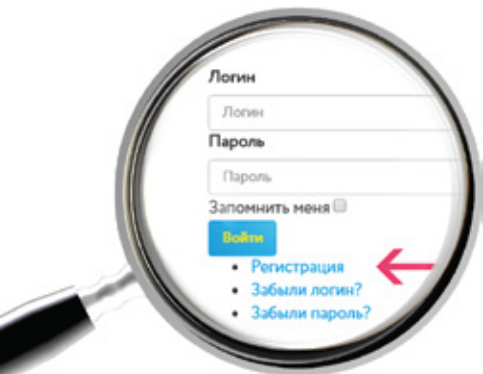 Логин
Логин
Пароль
Пароль
Запомнить меня
Войти
Регистрация
Забыли логин?
Забыли пароль?